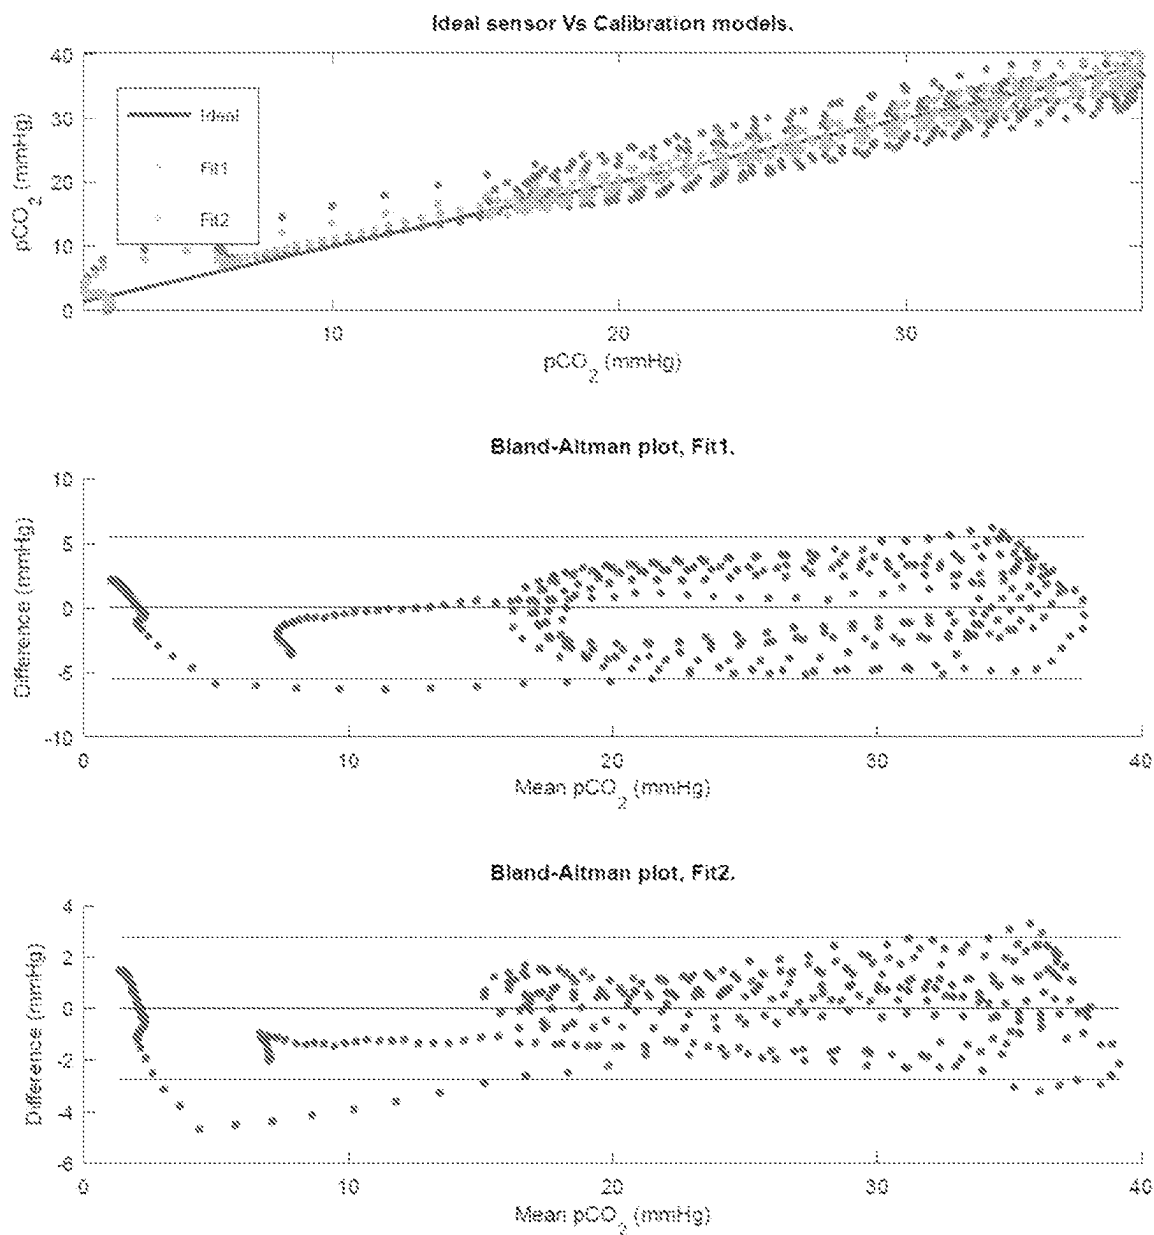 Ideal sensor Vs Calibration models.
40
30
20
10
0
pCO2 (mmHg)
Ideal
Fit1
Fit2
10
20
30
pCO2 (mmHg)
Bland-Altman plot, Fit1.
10
5
0
-5
-10
Difference (mmHg)
0
10
20
30
40
Mean pCO2 (mmHg)
Bland-Altman plot, Fit2.
4
2
0
-2
-4
-6
Difference (mmHg)
0
10
20
30
40
Mean pCO2 (mmHg)